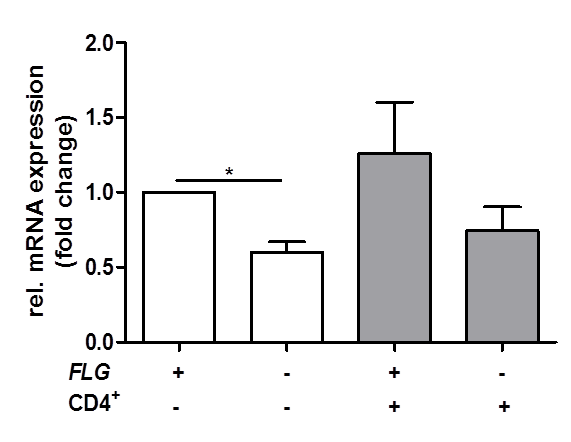 rel. mRNA expression
(fold change)
2.0
1.5
1.0
0.5
0.0
*
FLG + - + -
CD4⁺ - - + +